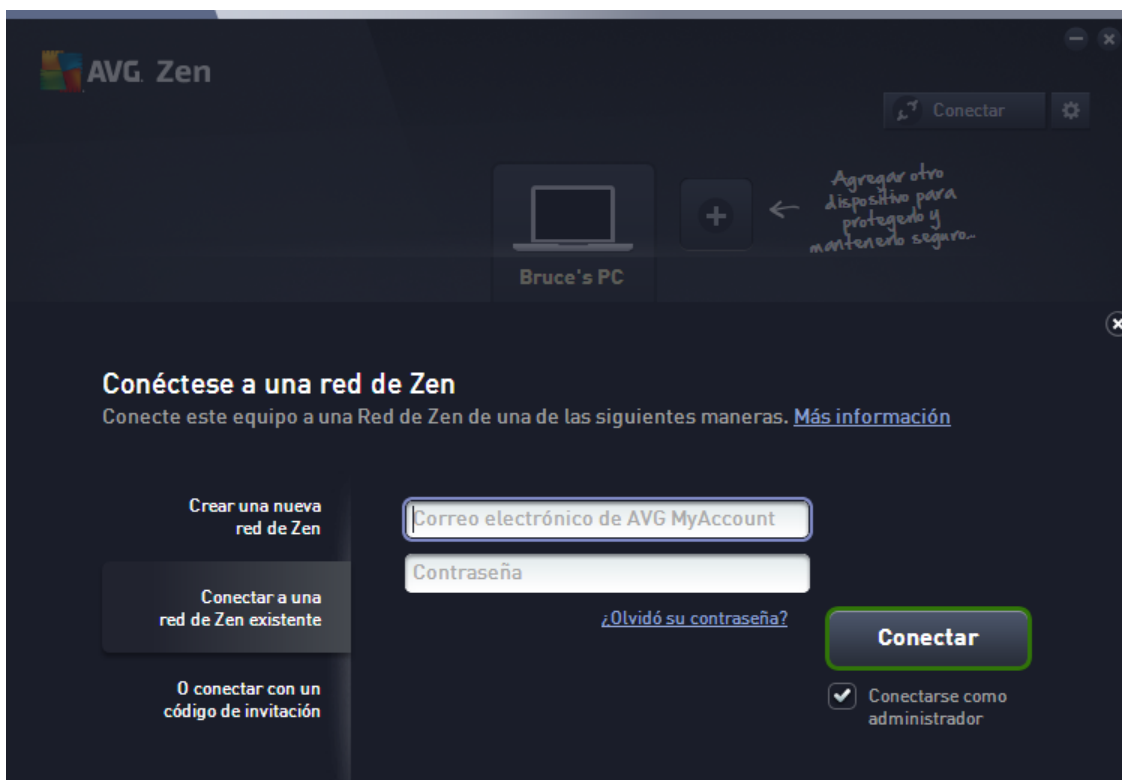 AVG. Zen
Conectar
Agregar otro
dispositivo para
protegerlo y
mantenerlo seguro...
Bruce's PC
Conéctese a una red de Zen
Conecte este equipo a una Red de Zen de una de las siguientes maneras. Más información
Crear una nueva
red de Zen
Correo electrónico de AVG MyAccount
Contraseña
Conectar a una
red de Zen existente
¿Olvidó su contraseña?
Conectar
O conectar con un
código de invitación
Conectarse como
administrador